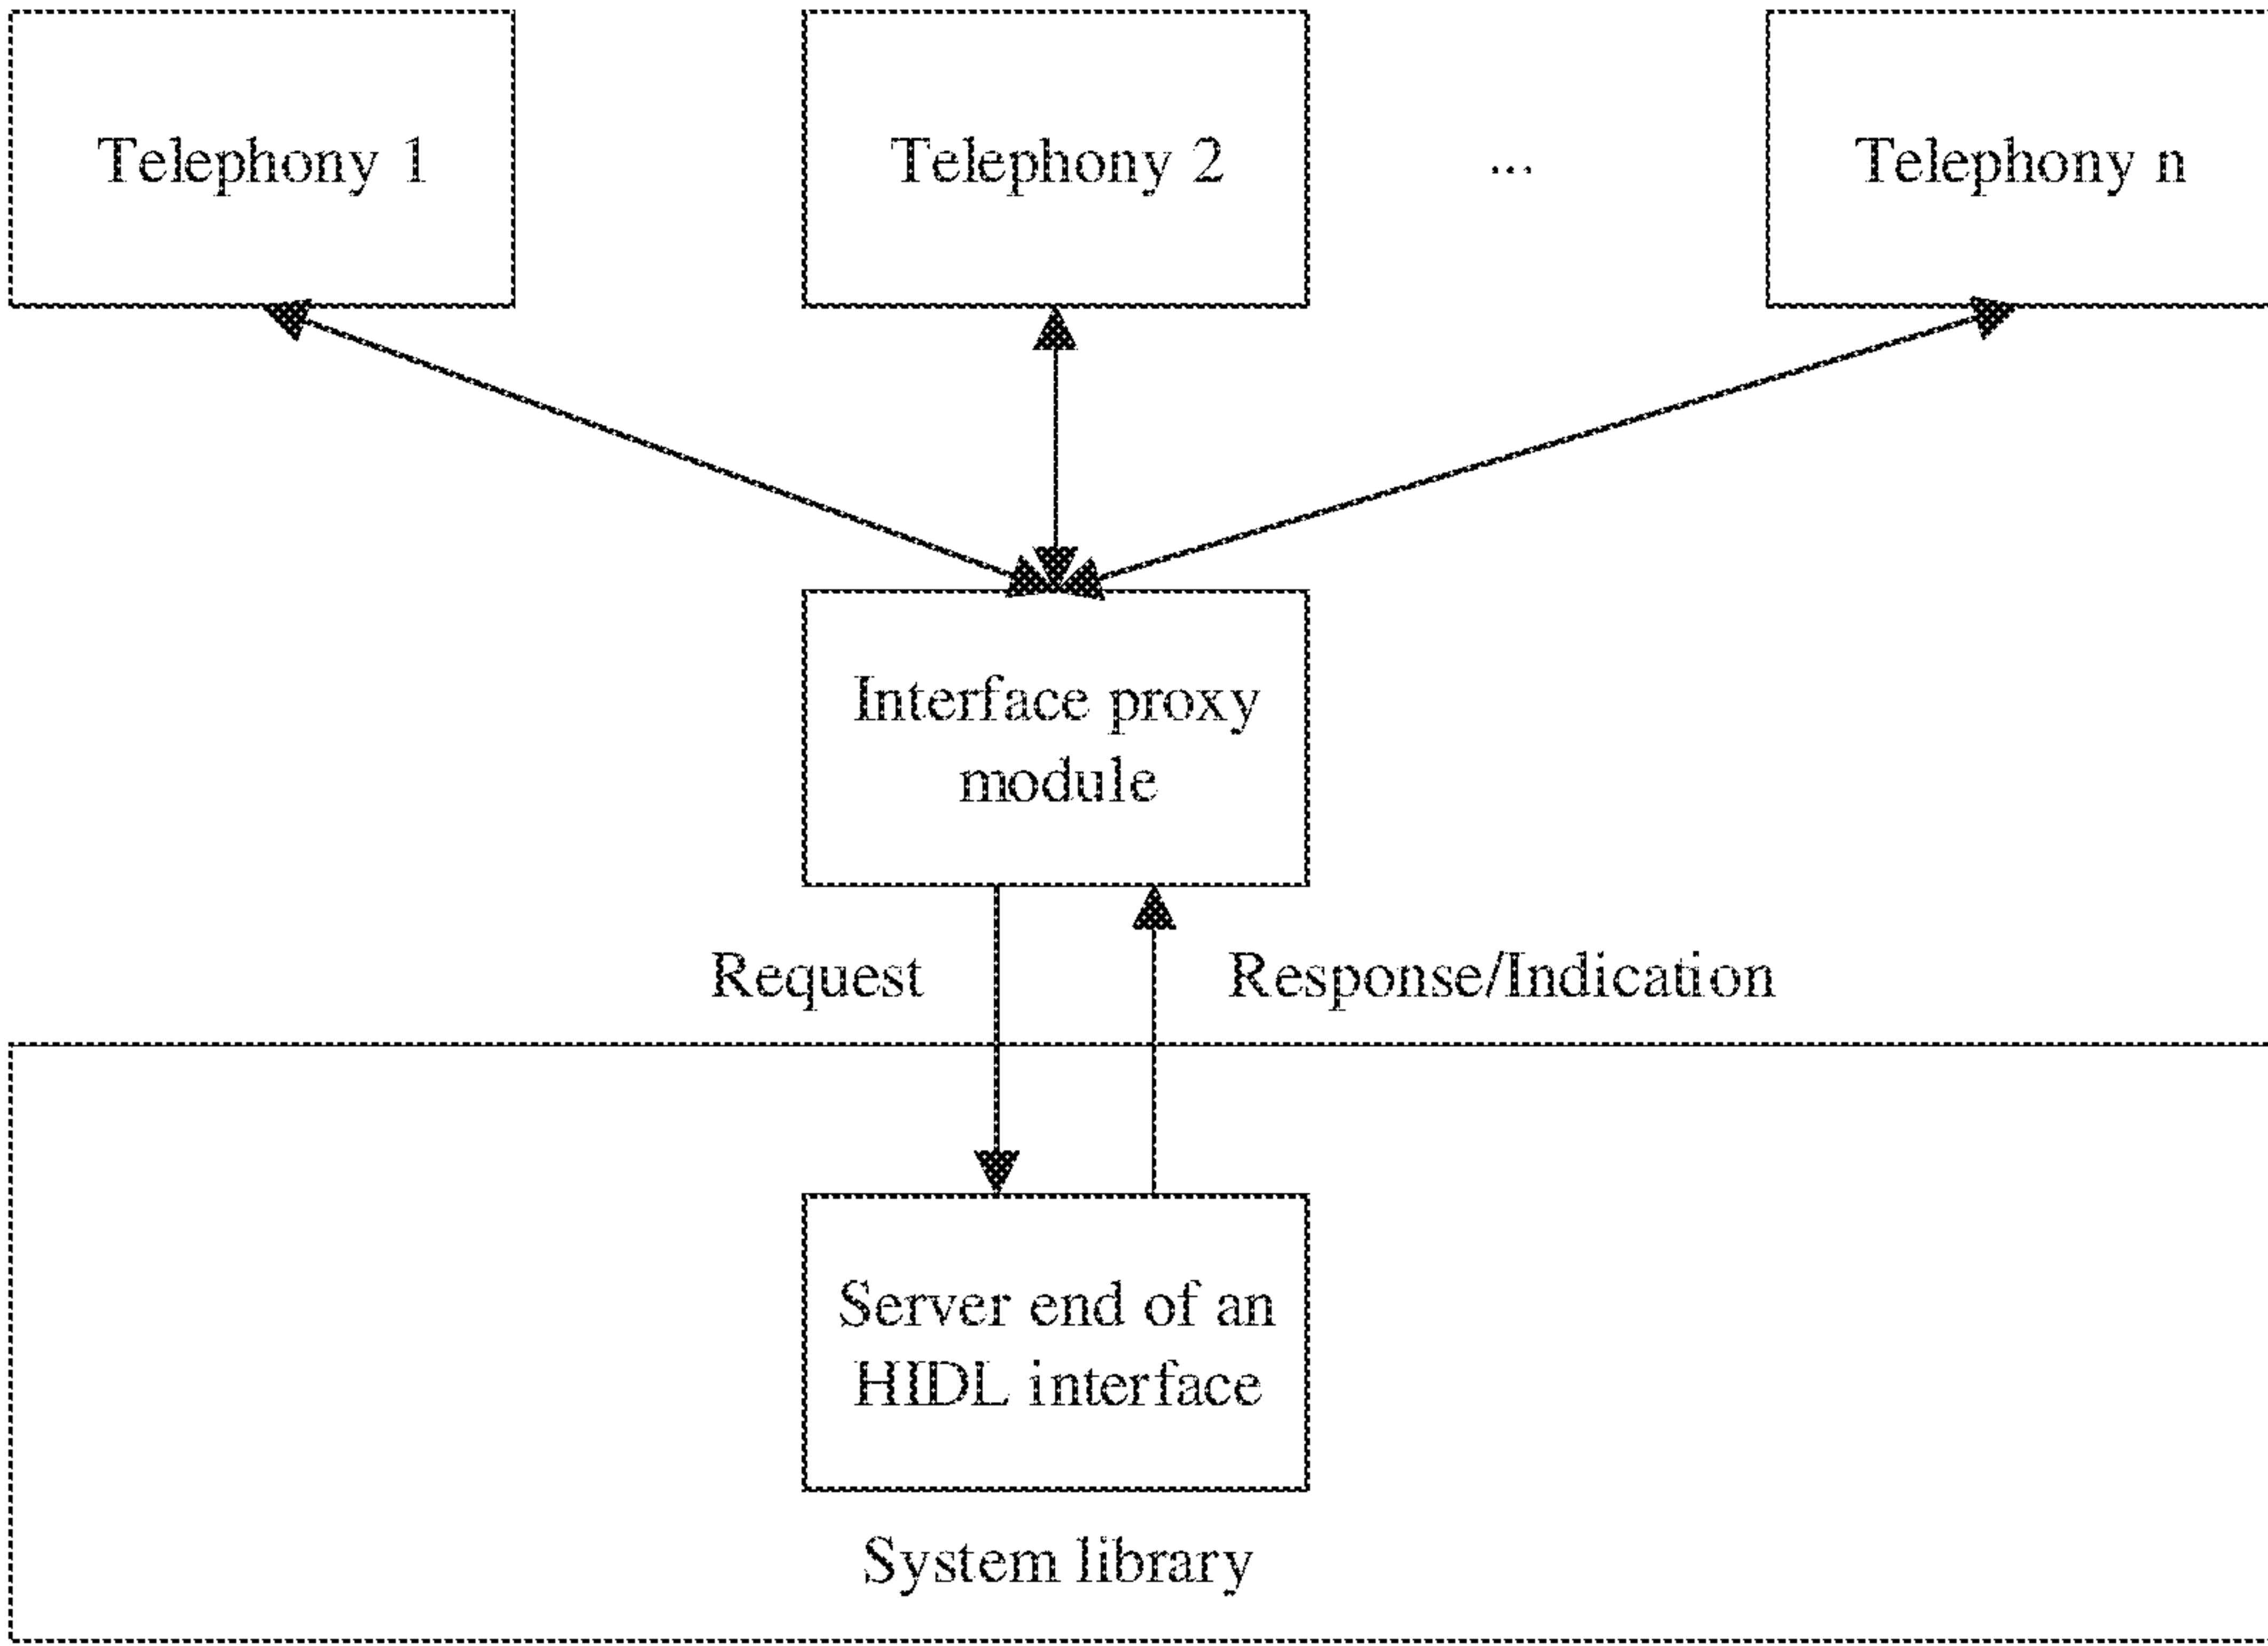 Telephony 1
Telephony 2
...
Telephony n
Interface proxy
module
Request
Response/Indication
Server end of an
HIDL interface
System library